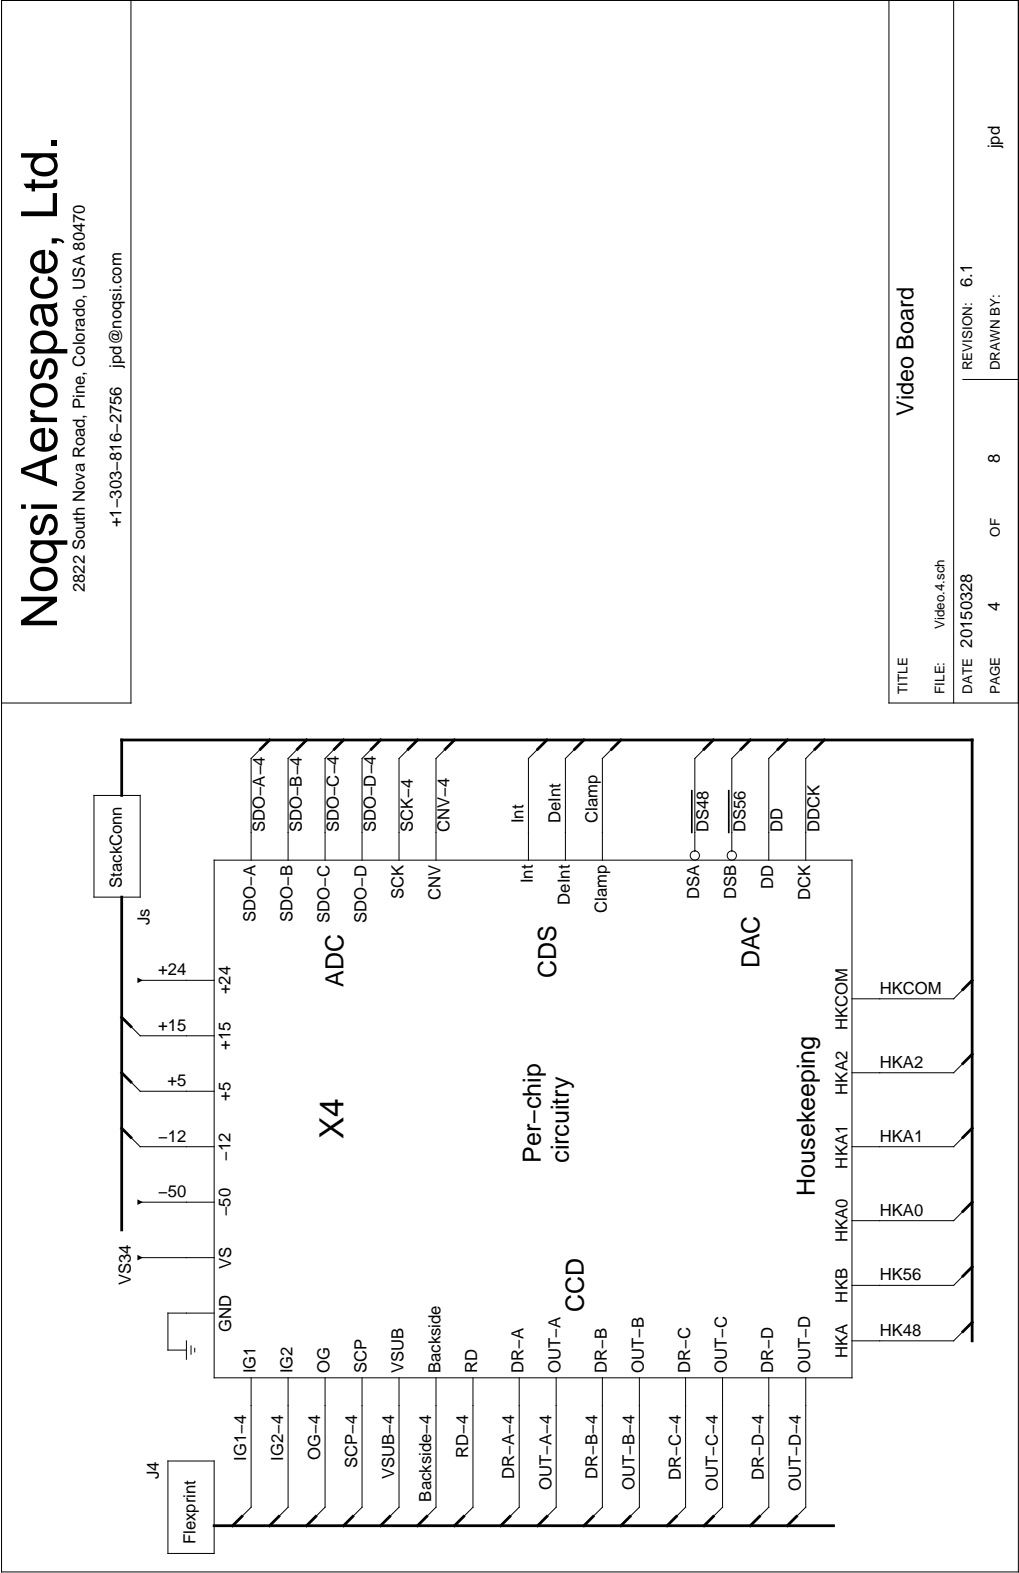 Noqsi Aerospace, Ltd.
2822 South Nova Road, Pine, Colorado, USA 80470
+1−303−816−2756 jpd@noqsi.com
J4
Flexprint
IG1−4
IG2−4
OG−4
SCP−4
VSUB−4
Backside−4
RD−4
DR−A−4
OUT−A−4
DR−B−4
OUT−B−4
DR−C−4
OUT−C−4
DR−D−4
OUT−D−4
IG1
IG2
OG
SCP
VSUB
Backside
RD
DR−A
OUT−A
DR−B
OUT−B
DR−C
OUT−C
DR−D
OUT−D
CCD
VS34
−50
−12
+5
+15
+24
GND
VS
−50
−12
+5
+15
+24
X4
Per−chip
circuitry
Js
StackConn
ADC
SDO−A
SDO−B
SDO−C
SDO−D
SCK
CNV
SDO−A−4
SDO−B−4
SDO−C−4
SDO−D−4
SCK−4
CNV−4
CDS
Int
DeInt
Clamp
Int
DeInt
Clamp
DAC
DSA
DSB
DD
DCK
DS48
DS56
DD
DDCK
Housekeeping
HKA
HKB
HKA0
HKA1
HKA2
HKCOM
HK48
HK56
HKA0
HKA1
HKA2
HKCOM
TITLE
Video Board
FILE: Video.4.sch
DATE 20150328
REVISION: 6.1
PAGE 4 OF 8
DRAWN BY: jpd